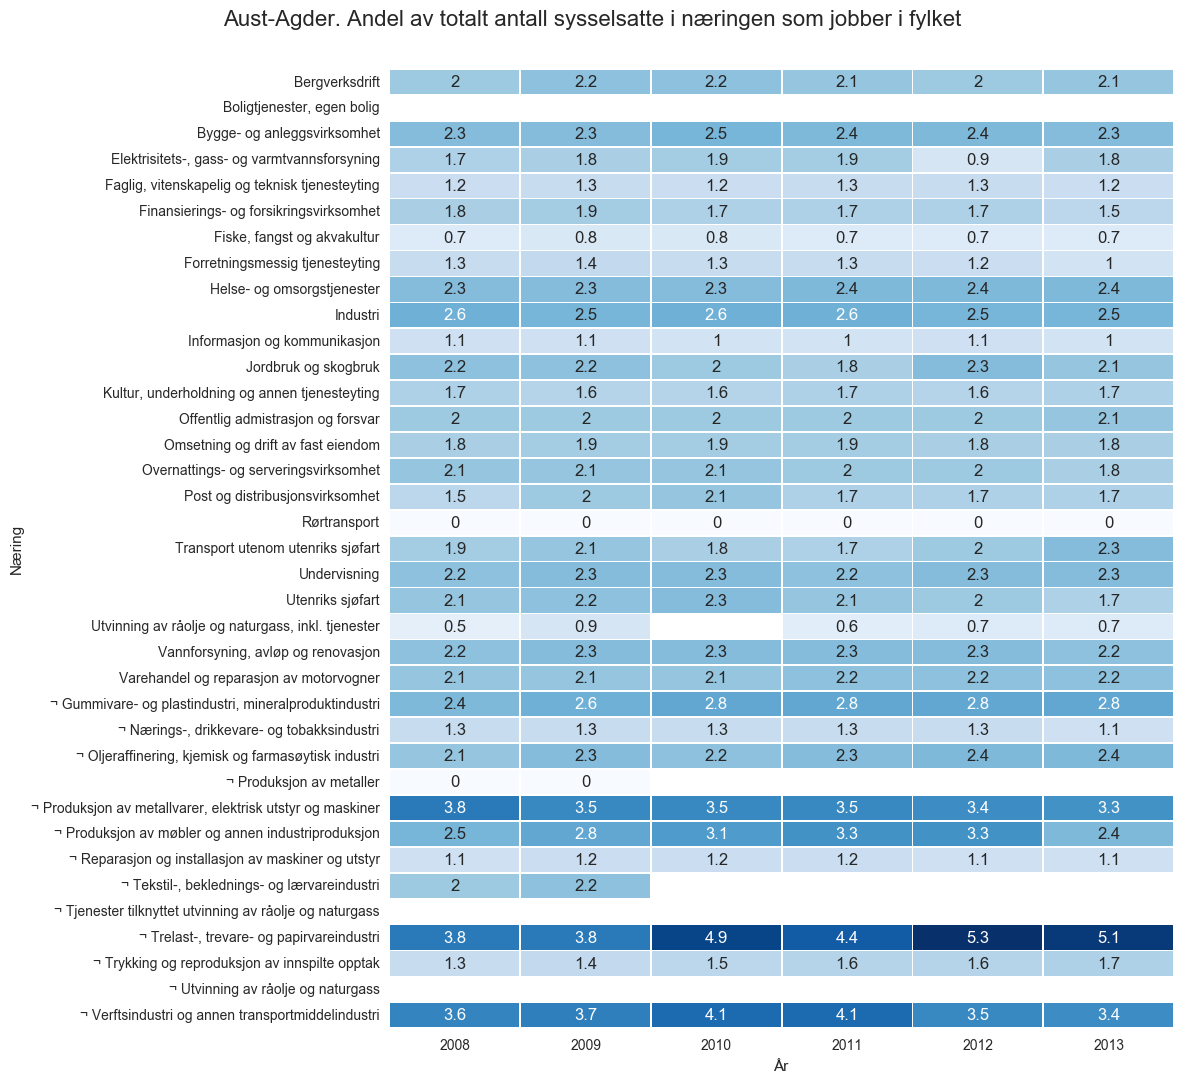 Aust-Agder. Andel av totalt antall sysselsatte i næringen som jobber i fylket
Næring
Bergverksdrift 2 2.2 2.2 2.1 2 2.1
Boligtjenester, egen bolig
Bygge- og anleggsvirksomhet 2.3 2.3 2.5 2.4 2.4 2.3
Elektrisitets-, gass- og varmtvannsforsyning 1.7 1.8 1.9 1.9 0.9 1.8
Faglig, vitenskapelig og teknisk tjenesteyting 1.2 1.3 1.2 1.3 1.3 1.2
Finansierings- og forsikringsvirksomhet 1.8 1.9 1.7 1.7 1.7 1.5
Fiske, fangst og akvakultur 0.7 0.8 0.8 0.7 0.7 0.7
Forretningsmessig tjenesteyting 1.3 1.4 1.3 1.3 1.2 1
Helse- og omsorgstjenester 2.3 2.3 2.3 2.4 2.4 2.4
Industri 2.6 2.5 2.6 2.6 2.5 2.5
Informasjon og kommunikasjon 1.1 1.1 1 1 1.1 1
Jordbruk og skogbruk 2.2 2.2 2 1.8 2.3 2.1
Kultur, underholdning og annen tjenesteyting 1.7 1.6 1.6 1.7 1.6 1.7
Offentlig admistrasjon og forsvar 2 2 2 2 2 2.1
Omsetning og drift av fast eiendom 1.8 1.9 1.9 1.9 1.8 1.8
Overnattings- og serveringsvirksomhet 2.1 2.1 2.1 2 2 1.8
Post og distribusjonsvirksomhet 1.5 2 2.1 1.7 1.7 1.7
Rørtransport 0 0 0 0 0 0
Transport utenom utenriks sjøfart 1.9 2.1 1.8 1.7 2 2.3
Undervisning 2.2 2.3 2.3 2.2 2.3 2.3
Utenriks sjøfart 2.1 2.2 2.3 2.1 2 1.7
Utvinning av råolje og naturgass, inkl. tjenester 0.5 0.9 0.6 0.7 0.7
Vannforsyning, avløp og renovasjon 2.2 2.3 2.3 2.3 2.3 2.2
Varehandel og reparasjon av motorvogner 2.1 2.1 2.1 2.2 2.2 2.2
¬ Gummivare- og plastindustri, mineralproduktindustri 2.4 2.6 2.8 2.8 2.8 2.8
¬ Nærings-, drikkevare- og tobakksindustri 1.3 1.3 1.3 1.3 1.3 1.1
¬ Oljeraffinering, kjemisk og farmasøytisk industri 2.1 2.3 2.2 2.3 2.4 2.4
¬ Produksjon av metaller 0 0
¬ Produksjon av metallvarer, elektrisk utstyr og maskiner 3.8 3.5 3.5 3.5 3.4 3.3
¬ Produksjon av møbler og annen industriproduksjon 2.5 2.8 3.1 3.3 3.3 2.4
¬ Reparasjon og installasjon av maskiner og utstyr 1.1 1.2 1.2 1.2 1.1 1.1
¬ Tekstil-, beklednings- og lærvareindustri 2 2.2
¬ Tjenester tilknyttet utvinning av råolje og naturgass
¬ Trelast-, trevare- og papirvareindustri 3.8 3.8 4.9 4.4 5.3 5.1
¬ Trykking og reproduksjon av innspilte opptak 1.3 1.4 1.5 1.6 1.6 1.7
¬ Utvinning av råolje og naturgass
¬ Verftsindustri og annen transportmiddelindustri 3.6 3.7 4.1 4.1 3.5 3.4
2008 2009 2010 2011 2012 2013
År